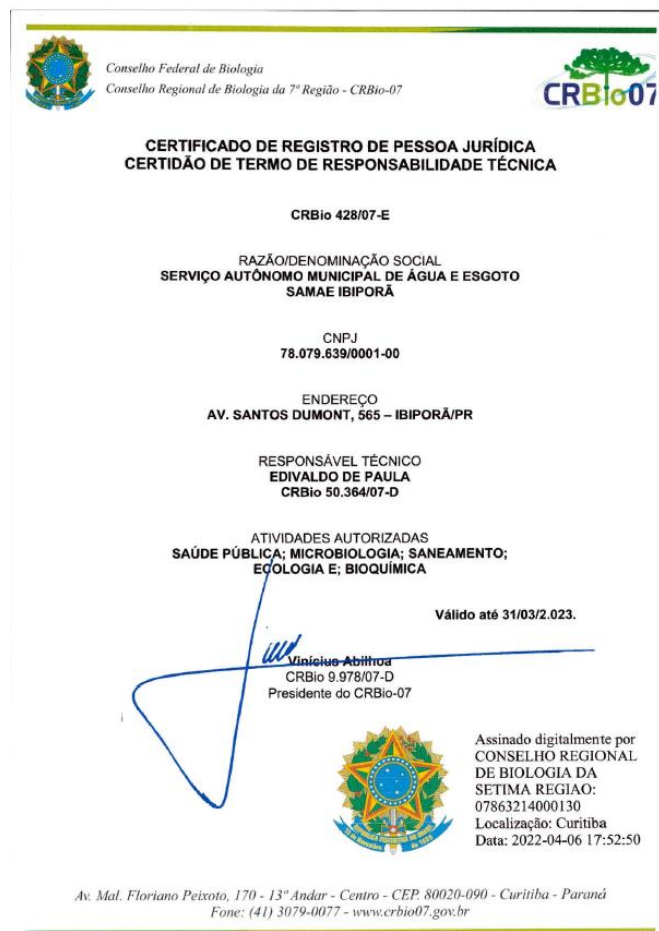 Conselho Federal de Biologia
Conselho Regional de Biologia da 7ª Região - CRBio-07
CRBio07
CERTIFICADO DE REGISTRO DE PESSOA JURÍDICA
CERTIDÃO DE TERMO DE RESPONSABILIDADE TÉCNICA
CRBio 428/07-E
RAZÃO/DENOMINAÇÃO SOCIAL
SERVIÇO AUTÔNOMO MUNICIPAL DE ÁGUA E ESGOTO
SAMAE IBIPORÃ
CNPJ
78.079.639/0001-00
ENDEREÇO
AV. SANTOS DUMONT, 565 – IBIPORÃ/PR
RESPONSÁVEL TÉCNICO
EDIVALDO DE PAULA
CRBio 50.364/07-D
ATIVIDADES AUTORIZADAS
SAÚDE PÚBLICA; MICROBIOLOGIA; SANEAMENTO;
ECOLOGIA E; BIOQUÍMICA
Válido até 31/03/2.023.
Vinícius Abilhoa
CRBio 9.978/07-D
Presidente do CRBio-07
Assinado digitalmente por
CONSELHO REGIONAL
DE BIOLOGIA DA
SETIMA REGIAO:
07863214000130
Localização: Curitiba
Data: 2022-04-06 17:52:50
Av. Mal. Floriano Peixoto, 170 - 13º Andar - Centro - CEP. 80020-090 - Curitiba - Paraná
Fone: (41) 3079-0077 - www.crbio07.gov.br